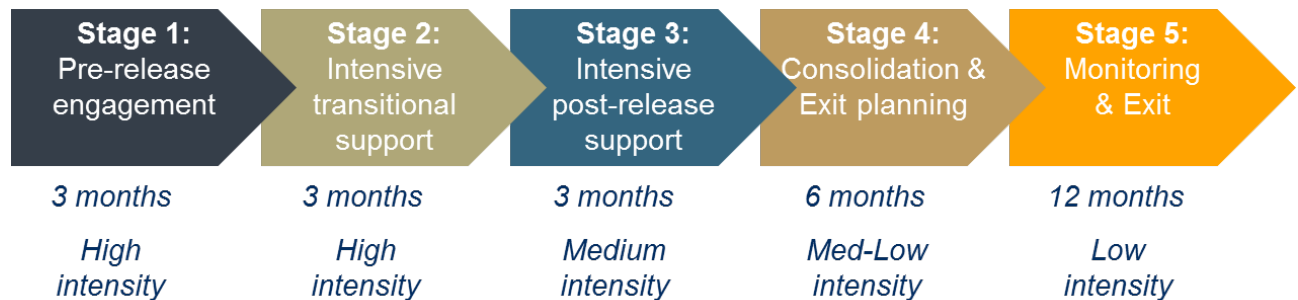 Stage 1:
Pre-release
engagement
Stage 2:
Intensive
transitional
support
Stage 3:
Intensive
post-release
support
Stage 4:
Consolidation &
Exit planning
Stage 5:
Monitoring
& Exit
3 months
3 months
3 months
6 months
12 months
High
intensity
High
intensity
Medium
intensity
Med-Low
intensity
Low
intensity